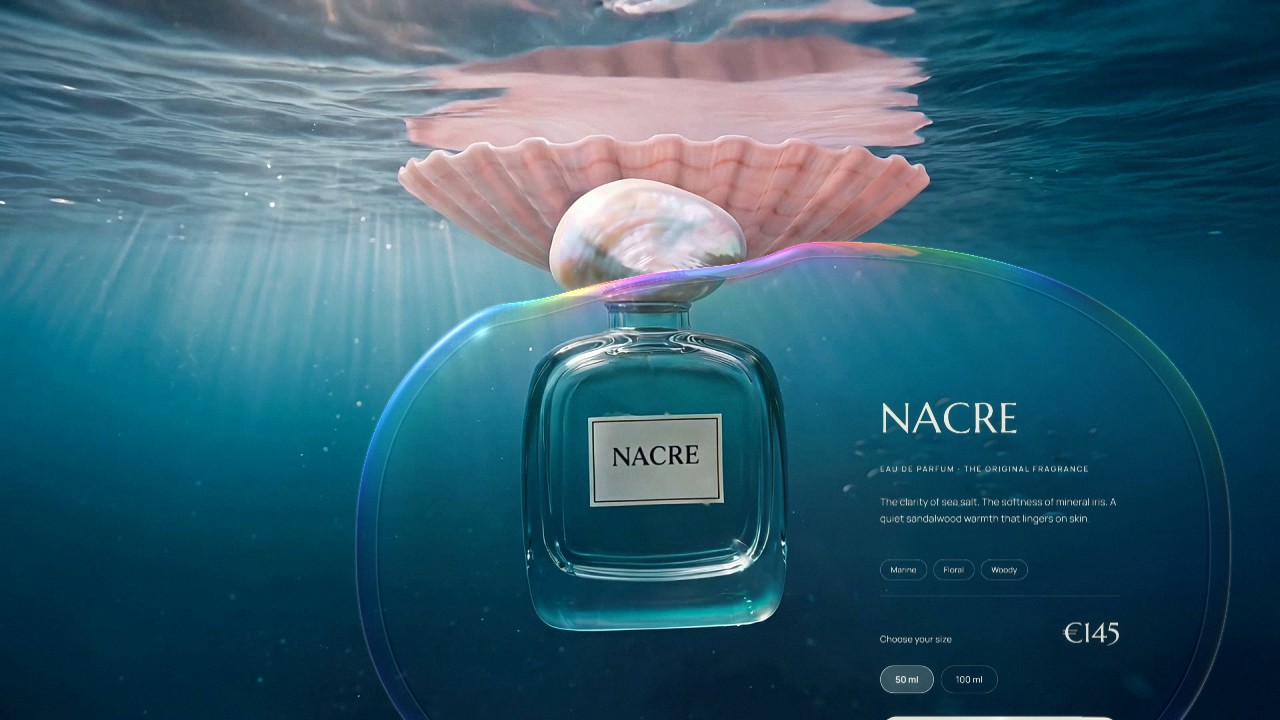 NACRE
NACRE
EAU DE PARFUM · THE ORIGINAL FRAGRANCE
The clarity of sea salt. The softness of mineral iris. A
quiet sandalwood warmth that lingers on skin.
Marine
Floral
Woody
Choose your size
€145
50 ml
100 ml